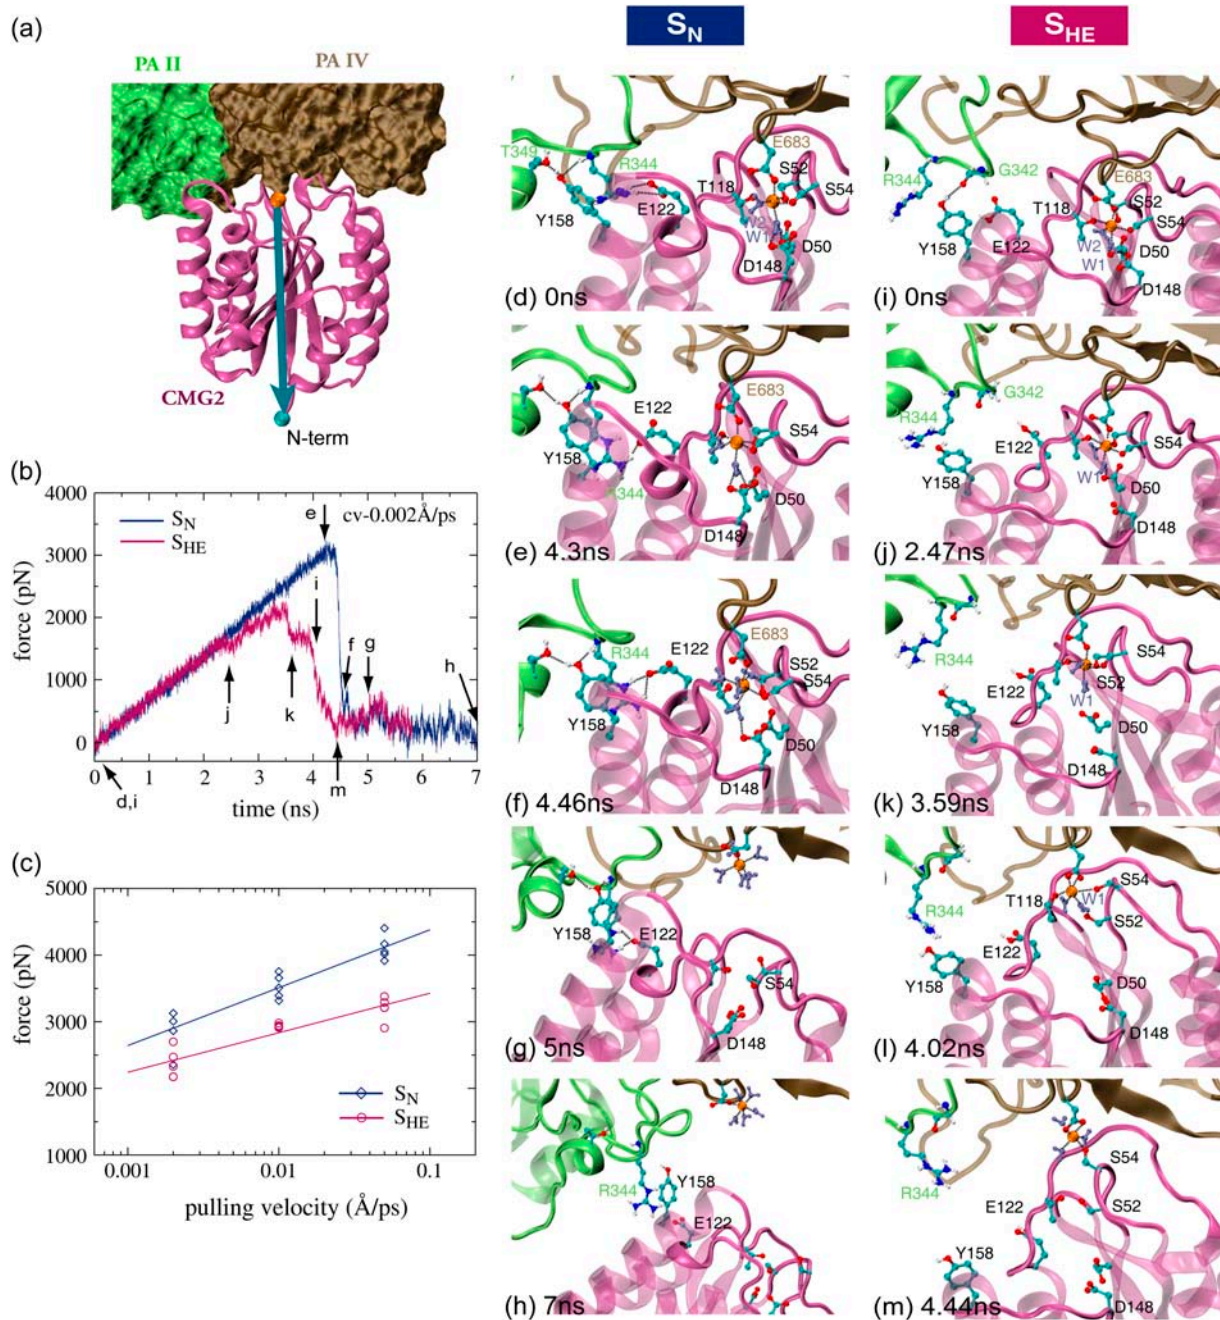 (a)
PA II
PA IV
CMG2
N-term
(b)
4000
3000
2000
1000
0
force (pN)
S_N
S_HE
cv-0.002Å/ps
e
i
f
g
h
j
k
m
d,i
0 1 2 3 4 5 6 7
time (ns)
(c)
5000
4000
3000
2000
1000
force (pN)
S_N
S_HE
0.001 0.01 0.1
pulling velocity (Å/ps)
S_N
T349
R344
E683
S52
T118
S54
Y158
E122
W2
W1
D50
D148
(d) 0ns
E122
E683
S54
Y158
R344
D50
D148
(e) 4.3ns
R344
E122
E683
S52
S54
Y158
D50
D148
(f) 4.46ns
Y158
E122
S54
D148
(g) 5ns
R344
Y158
E122
(h) 7ns
S_HE
R344
G342
E683
T118
S52
S54
Y158
E122
W2
D50
W1
D148
(i) 0ns
G342
R344
E122
S54
Y158
W1
D50
D148
(j) 2.47ns
R344
S54
E122
S52
W1
Y158
D50
D148
(k) 3.59ns
S54
T118
W1
R344
S52
E122
Y158
D50
D148
(l) 4.02ns
S54
R344
E122
S52
Y158
D148
(m) 4.44ns